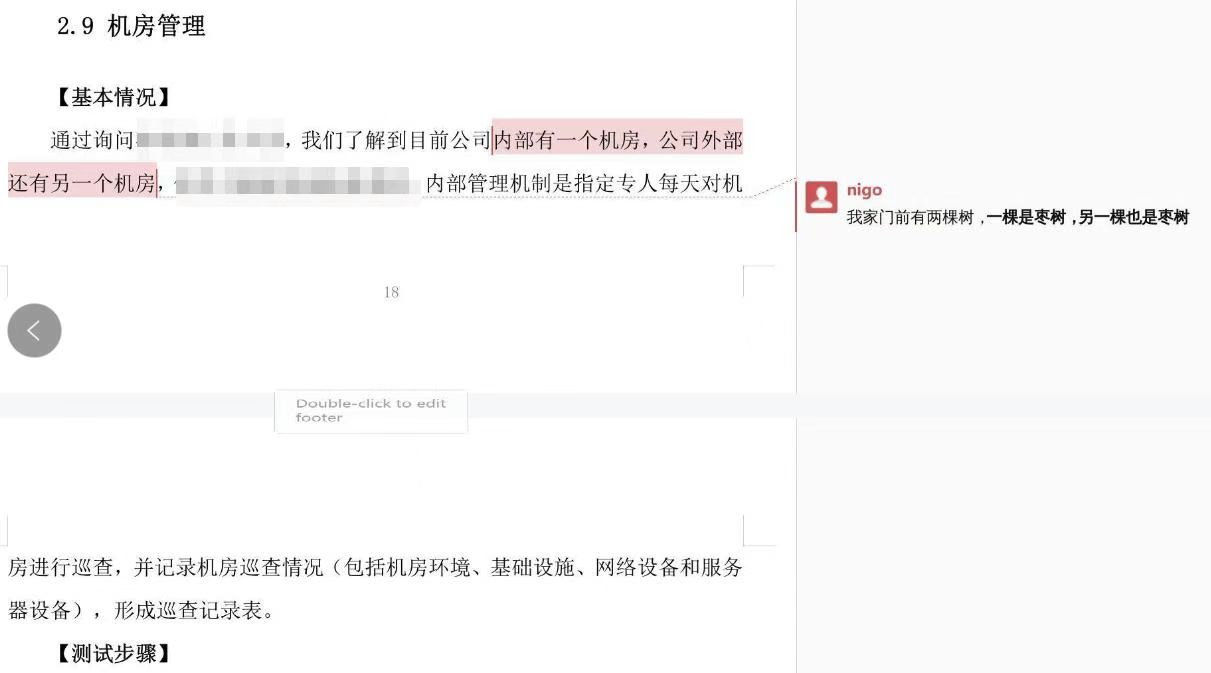 2.9 机房管理
【基本情况】
通过询问，我们了解到目前公司内部有一个机房，公司外部
还有另一个机房，内部管理机制是指定专人每天对机
nigo
我家门前有两棵树，一棵是枣树，另一棵也是枣树
18
Double-click to edit
footer
房进行巡查，并记录机房巡查情况（包括机房环境、基础设施、网络设备和服务
器设备），形成巡查记录表。
【测试步骤】